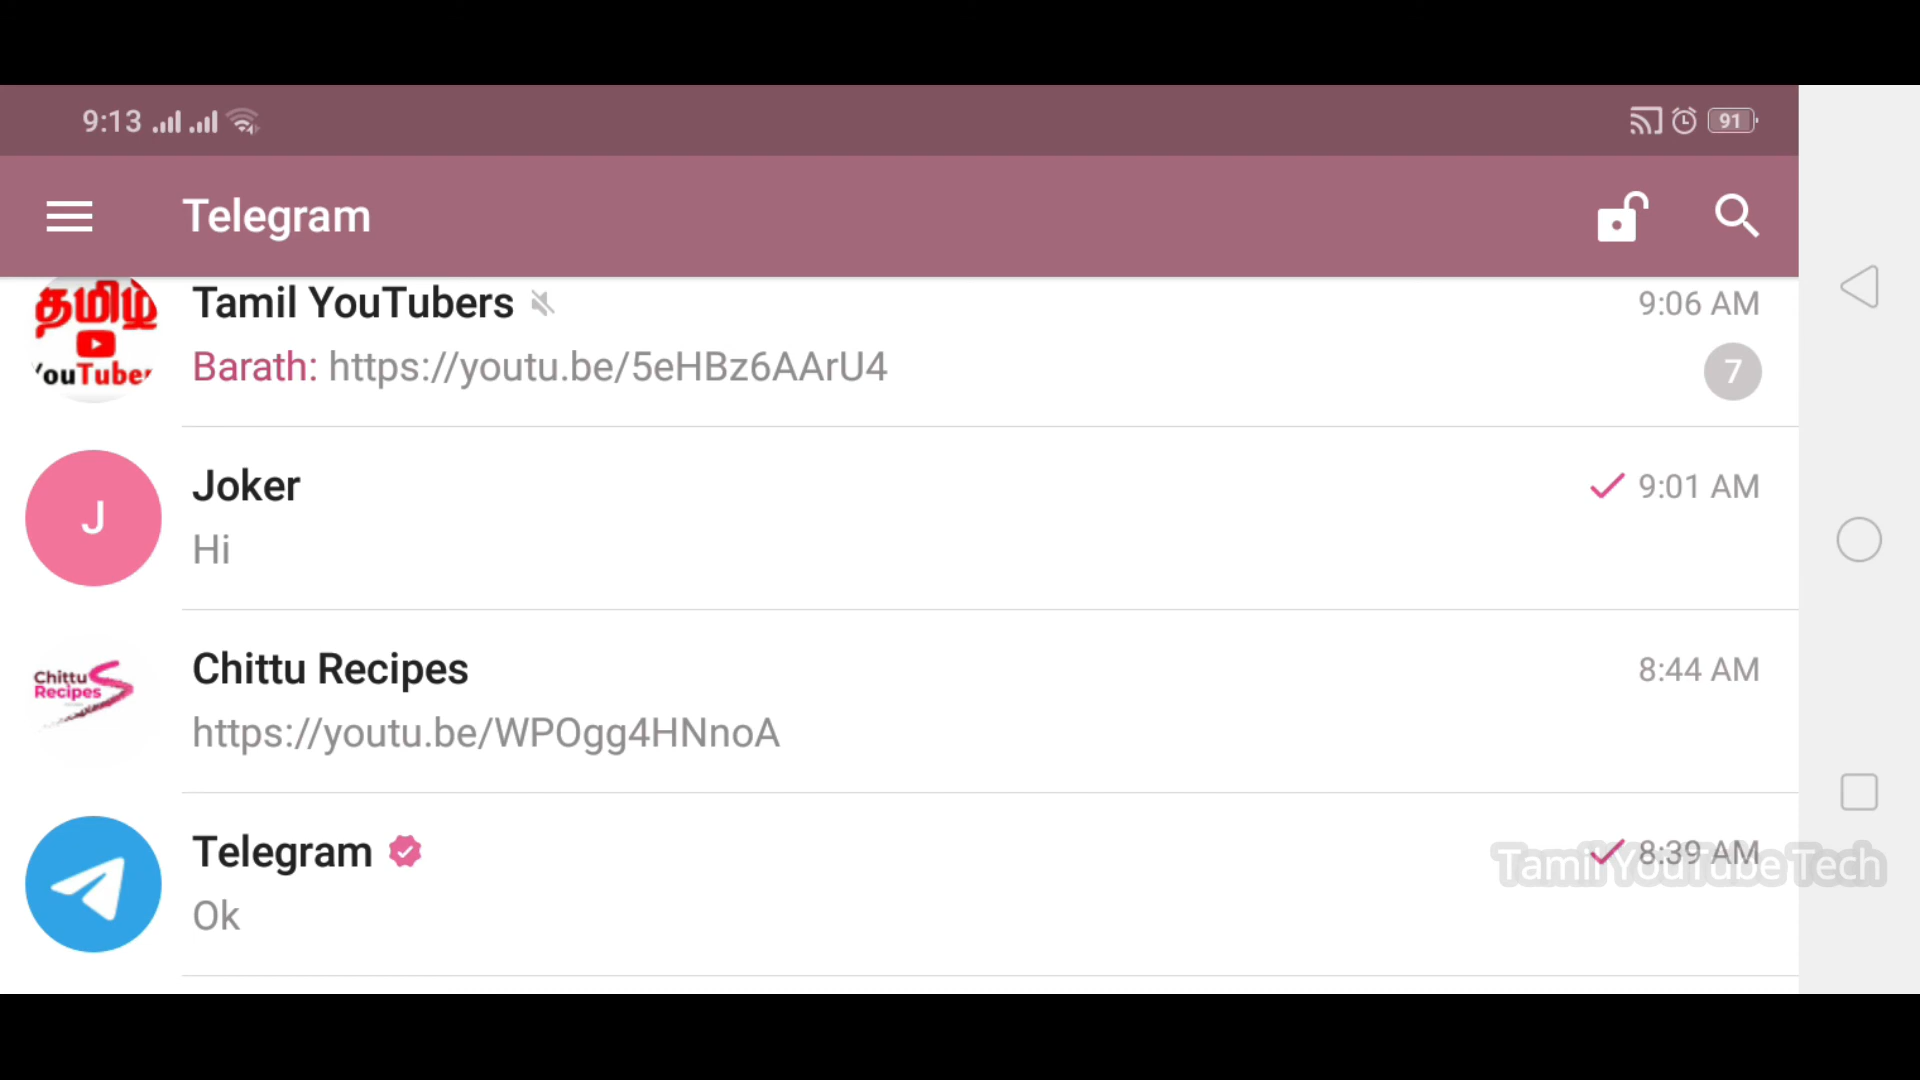 9:13
91
Telegram
தமிழ்
YouTuber
Tamil YouTubers
9:06 AM
Barath: https://youtu.be/5eHBz6AArU4
7
J
Joker
9:01 AM
Hi
Chittu
Recipes
Chittu Recipes
8:44 AM
https://youtu.be/WPOgg4HNnoA
Telegram
8:39 AM
Tamil YouTube Tech
Ok